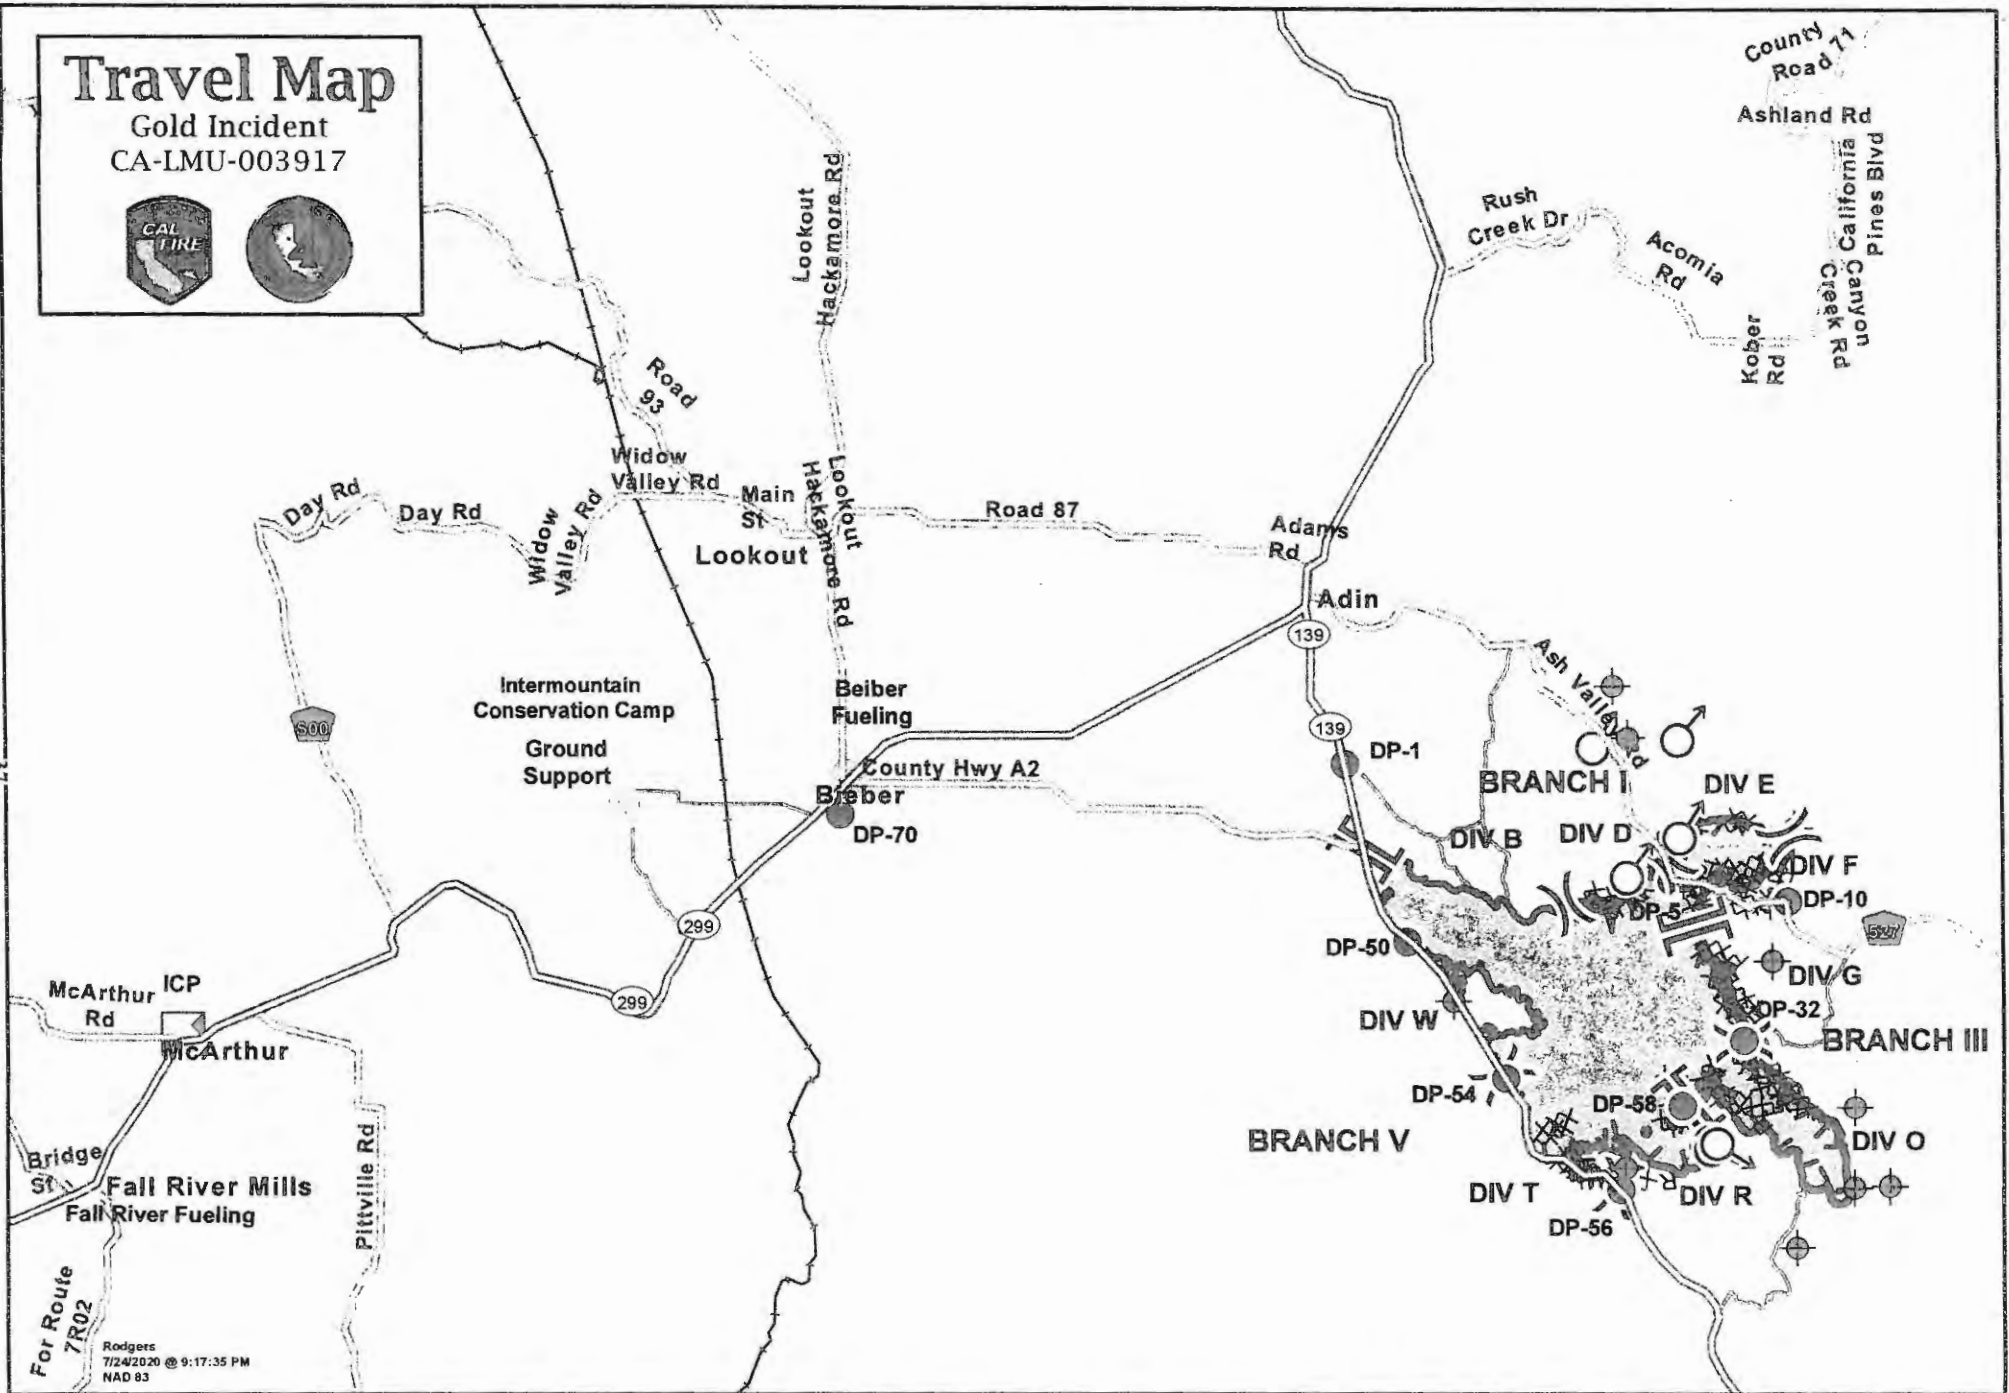 Travel Map
Gold Incident
CA-LMU-003917
CAL
FIRE
County
Road 71
Ashland Rd
California
Pines Blvd
Canyon
Creek Rd
Rush
Creek Dr
Acomia
Rd
Kober
Rd
Lookout
Hackamore Rd
Road
93
Widow
Valley Rd
Day Rd
Day Rd
Widow
Valley Rd
Main
St
Lookout
Hackamore Rd
Lookout
Road 87
Adams
Rd
Adin
139
Ash Valley Rd
Intermountain
Conservation Camp
Ground
Support
Beiber
Fueling
139
DP-1
County Hwy A2
Bieber
DP-70
S00
BRANCH I
DIV E
DIV B
DIV D
DIV F
DP-5
DP-10
527
299
DP-50
DIV G
299
McArthur
Rd
ICP
McArthur
DIV W
DP-32
BRANCH III
DP-54
DP-58
BRANCH V
DIV O
Pittville Rd
Bridge
St
Fall River Mills
Fall River Fueling
DIV T
DIV R
DP-56
For Route
7R02
Rodgers
7/24/2020 @ 9:17:35 PM
NAD 83